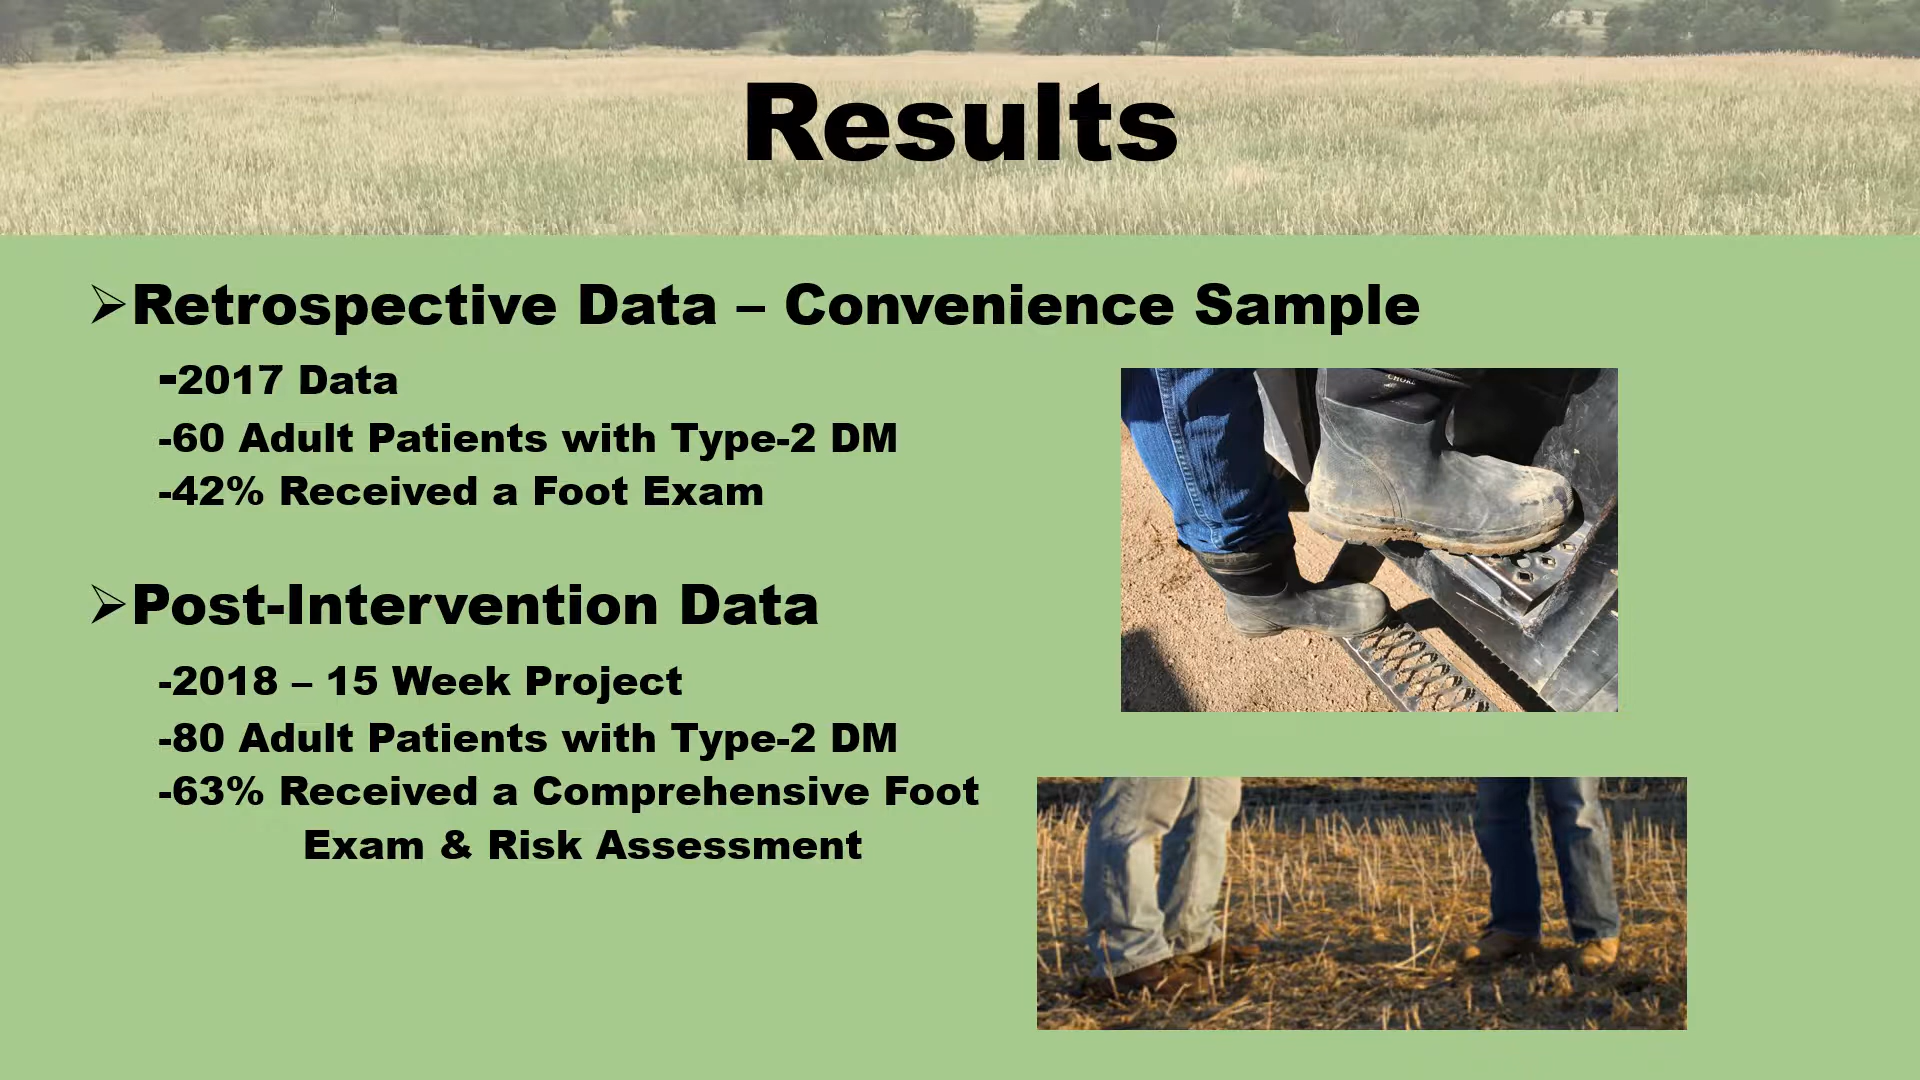 Results
➢Retrospective Data – Convenience Sample
-2017 Data
-60 Adult Patients with Type-2 DM
-42% Received a Foot Exam
➢Post-Intervention Data
-2018 – 15 Week Project
-80 Adult Patients with Type-2 DM
-63% Received a Comprehensive Foot
Exam & Risk Assessment